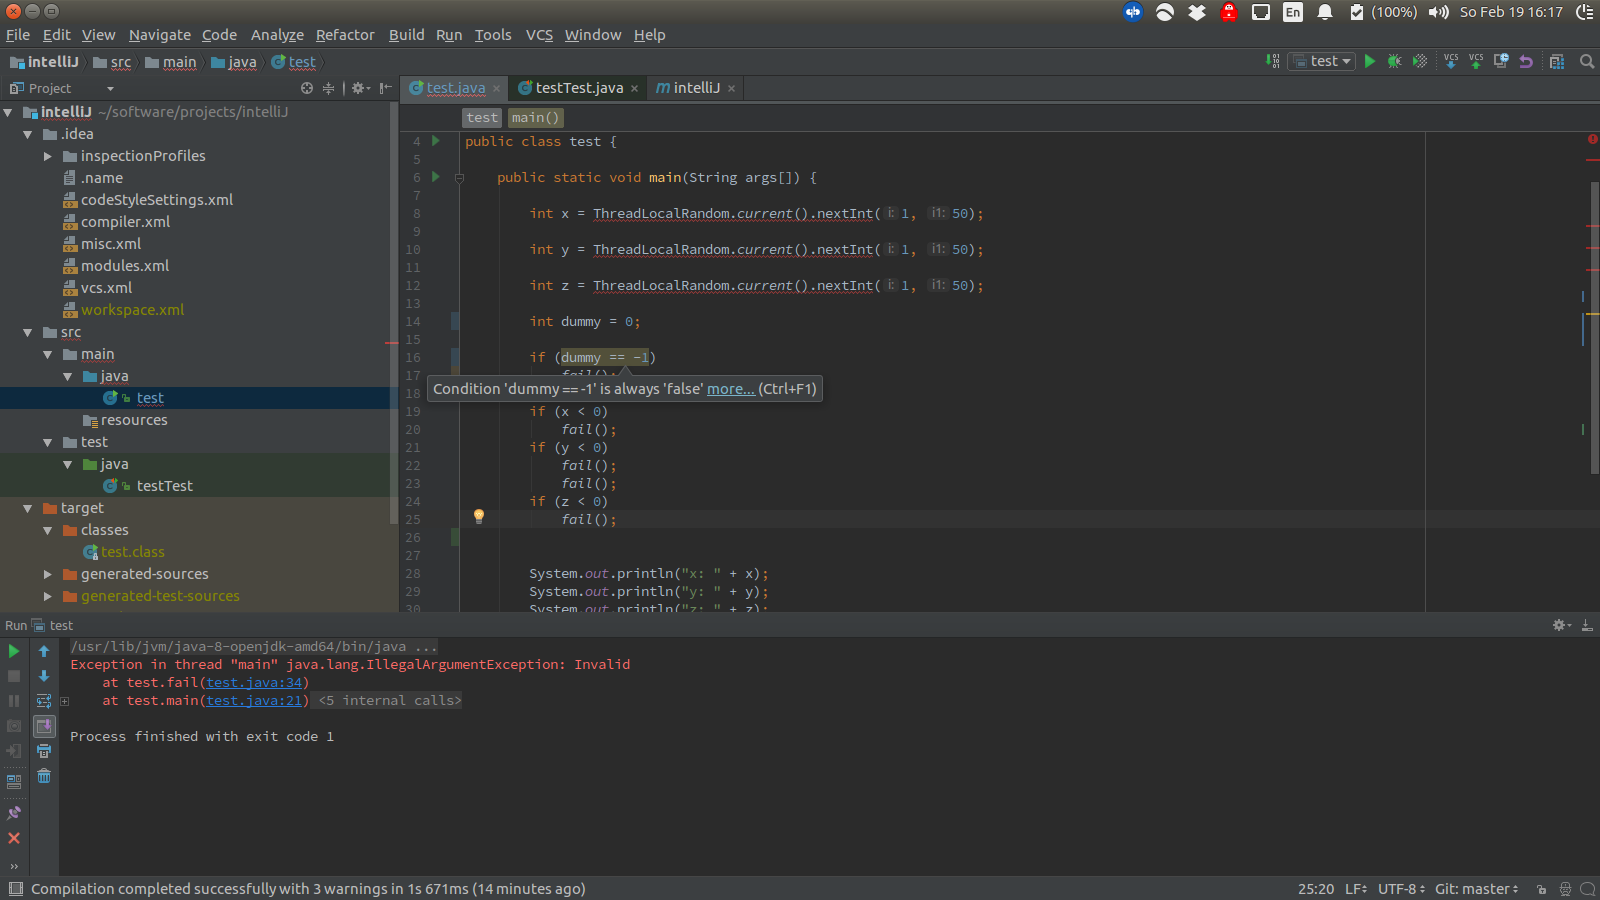 En (100%) So Feb 19 16:17
File Edit View Navigate Code Analyze Refactor Build Run Tools VCS Window Help
intelliJ src main java test
test VCS VCS
Project
test.java × testTest.java × m intelliJ ×
intelliJ ~/software/projects/intelliJ
.idea
inspectionProfiles
.name
codeStyleSettings.xml
compiler.xml
misc.xml
modules.xml
vcs.xml
workspace.xml
src
main
java
test
resources
test
java
testTest
target
classes
test.class
generated-sources
generated-test-sources
test main()
4 public class test {
5
6 public static void main(String args[]) {
7
8 int x = ThreadLocalRandom.current().nextInt( i: 1, i1: 50);
9
10 int y = ThreadLocalRandom.current().nextInt( i: 1, i1: 50);
11
12 int z = ThreadLocalRandom.current().nextInt( i: 1, i1: 50);
13
14 int dummy = 0;
15
16 if (dummy == -1)
17 fail();
Condition 'dummy == -1' is always 'false' more... (Ctrl+F1)
18
19 if (x < 0)
20 fail();
21 if (y < 0)
22 fail();
23 fail();
24 if (z < 0)
25 fail();
26
27
28 System.out.println("x: " + x);
29 System.out.println("y: " + y);
30 System.out.println("z: " + z);
Run test
/usr/lib/jvm/java-8-openjdk-amd64/bin/java ...
Exception in thread "main" java.lang.IllegalArgumentException: Invalid
at test.fail(test.java:34)
at test.main(test.java:21) <5 internal calls>
Process finished with exit code 1
Compilation completed successfully with 3 warnings in 1s 671ms (14 minutes ago) 25:20 LF UTF-8 Git: master